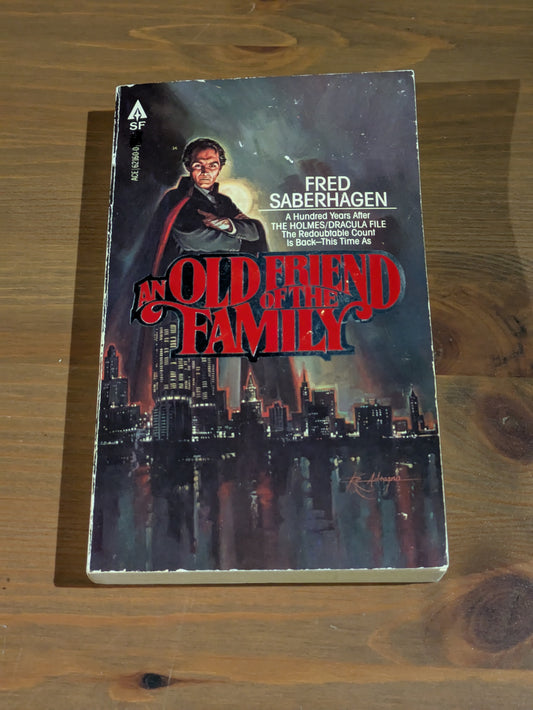 SF
ACE/62160-0
FRED
SABERHAGEN
A Hundred Years After
THE HOLMES/DRACULA FILE
The Redoubtable Count
Is Back—This Time As
AN OLD FRIEND
OF THE
FAMILY